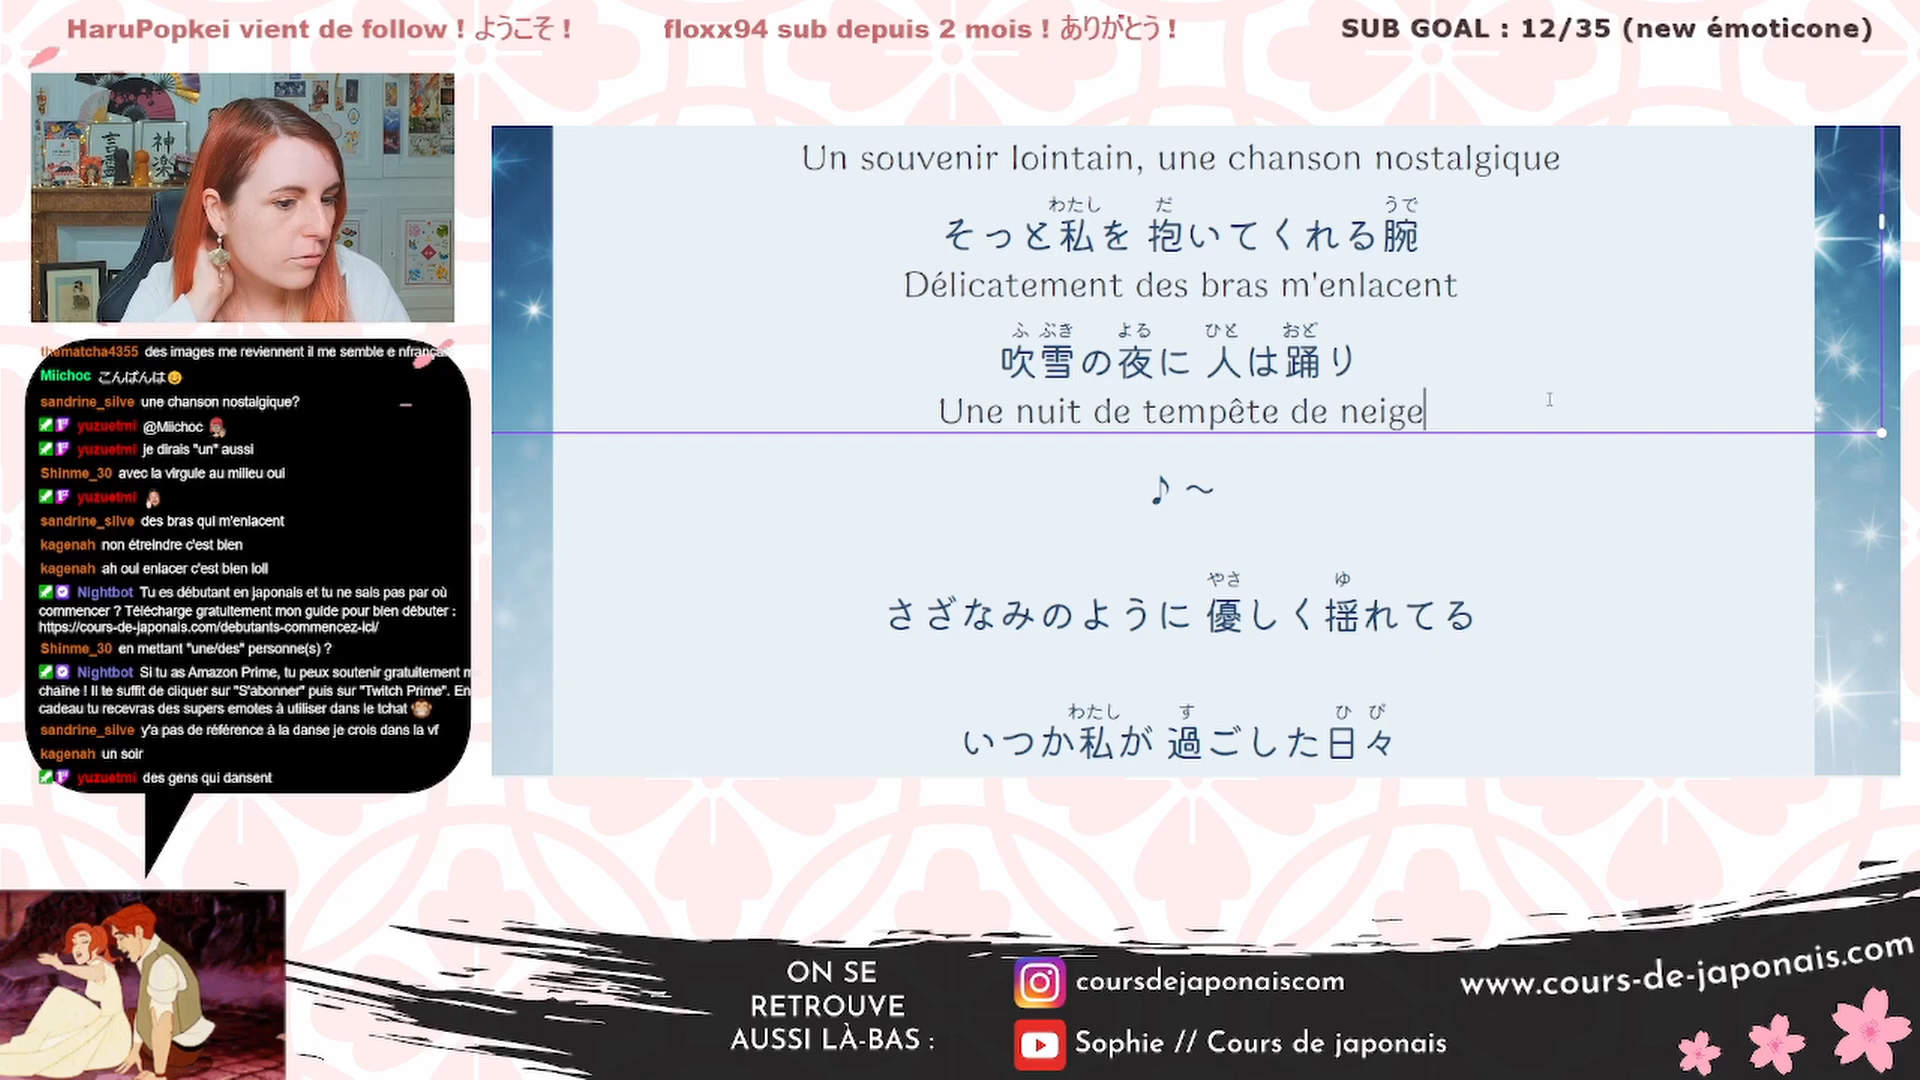 HaruPopkei vient de follow ! ようこそ !
floxx94 sub depuis 2 mois ! ありがとう !
SUB GOAL : 12/35 (new émoticone)
言霊
神楽
Un souvenir lointain, une chanson nostalgique
わたし だ うで
そっと私を 抱いてくれる腕
Délicatement des bras m'enlacent
ふ ぶき よる ひと おど
吹雪の夜に 人は踊り
Une nuit de tempête de neige
♪ ～
やさ ゆ
さざなみのように 優しく揺れてる
わたし す ひ び
いつか私が 過ごした日々
thematcha4355 des images me reviennent il me semble e nfrança
Miichoc こんばんは
sandrine_silve une chanson nostalgique?
yuzuetmi @Miichoc
yuzuetmi je dirais "un" aussi
Shinme_30 avec la virgule au milieu oui
yuzuetmi
sandrine_silve des bras qui m'enlacent
kagenah non étreindre c'est bien
kagenah ah oui enlacer c'est bien loll
Nightbot Tu es débutant en japonais et tu ne sais pas par où
commencer ? Télécharge gratuitement mon guide pour bien débuter :
https://cours-de-japonais.com/debutants-commencez-ici/
Shinme_30 en mettant "une/des" personne(s) ?
Nightbot Si tu as Amazon Prime, tu peux soutenir gratuitement m
chaîne ! Il te suffit de cliquer sur "S'abonner" puis sur "Twitch Prime". En
cadeau tu recevras des supers emotes à utiliser dans le tchat
sandrine_silve y'a pas de référence à la danse je crois dans la vf
kagenah un soir
yuzuetmi des gens qui dansent
ON SE
RETROUVE
AUSSI LÀ-BAS :
coursdejaponaiscom
Sophie // Cours de japonais
www.cours-de-japonais.com